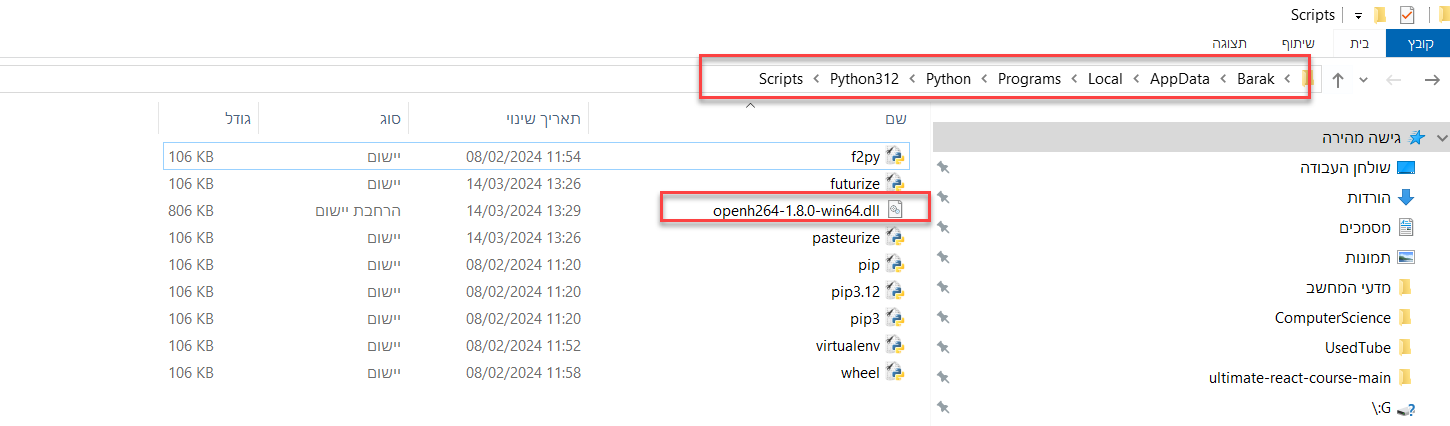 Scripts
קובץ בית שיתוף תצוגה
Barak > AppData > Local > Programs > Python > Python312 > Scripts
שם תאריך שינוי סוג גודל
f2py 08/02/2024 11:54 יישום 106 KB
futurize 14/03/2024 13:26 יישום 106 KB
openh264-1.8.0-win64.dll 14/03/2024 13:29 הרחבת יישום 806 KB
pasteurize 14/03/2024 13:26 יישום 106 KB
pip 08/02/2024 11:20 יישום 106 KB
pip3.12 08/02/2024 11:20 יישום 106 KB
pip3 08/02/2024 11:20 יישום 106 KB
virtualenv 08/02/2024 11:52 יישום 106 KB
wheel 08/02/2024 11:58 יישום 106 KB
גישה מהירה
שולחן העבודה
הורדות
מסמכים
תמונות
מדעי המחשב
ComputerScience
UsedTube
ultimate-react-course-main
\:G